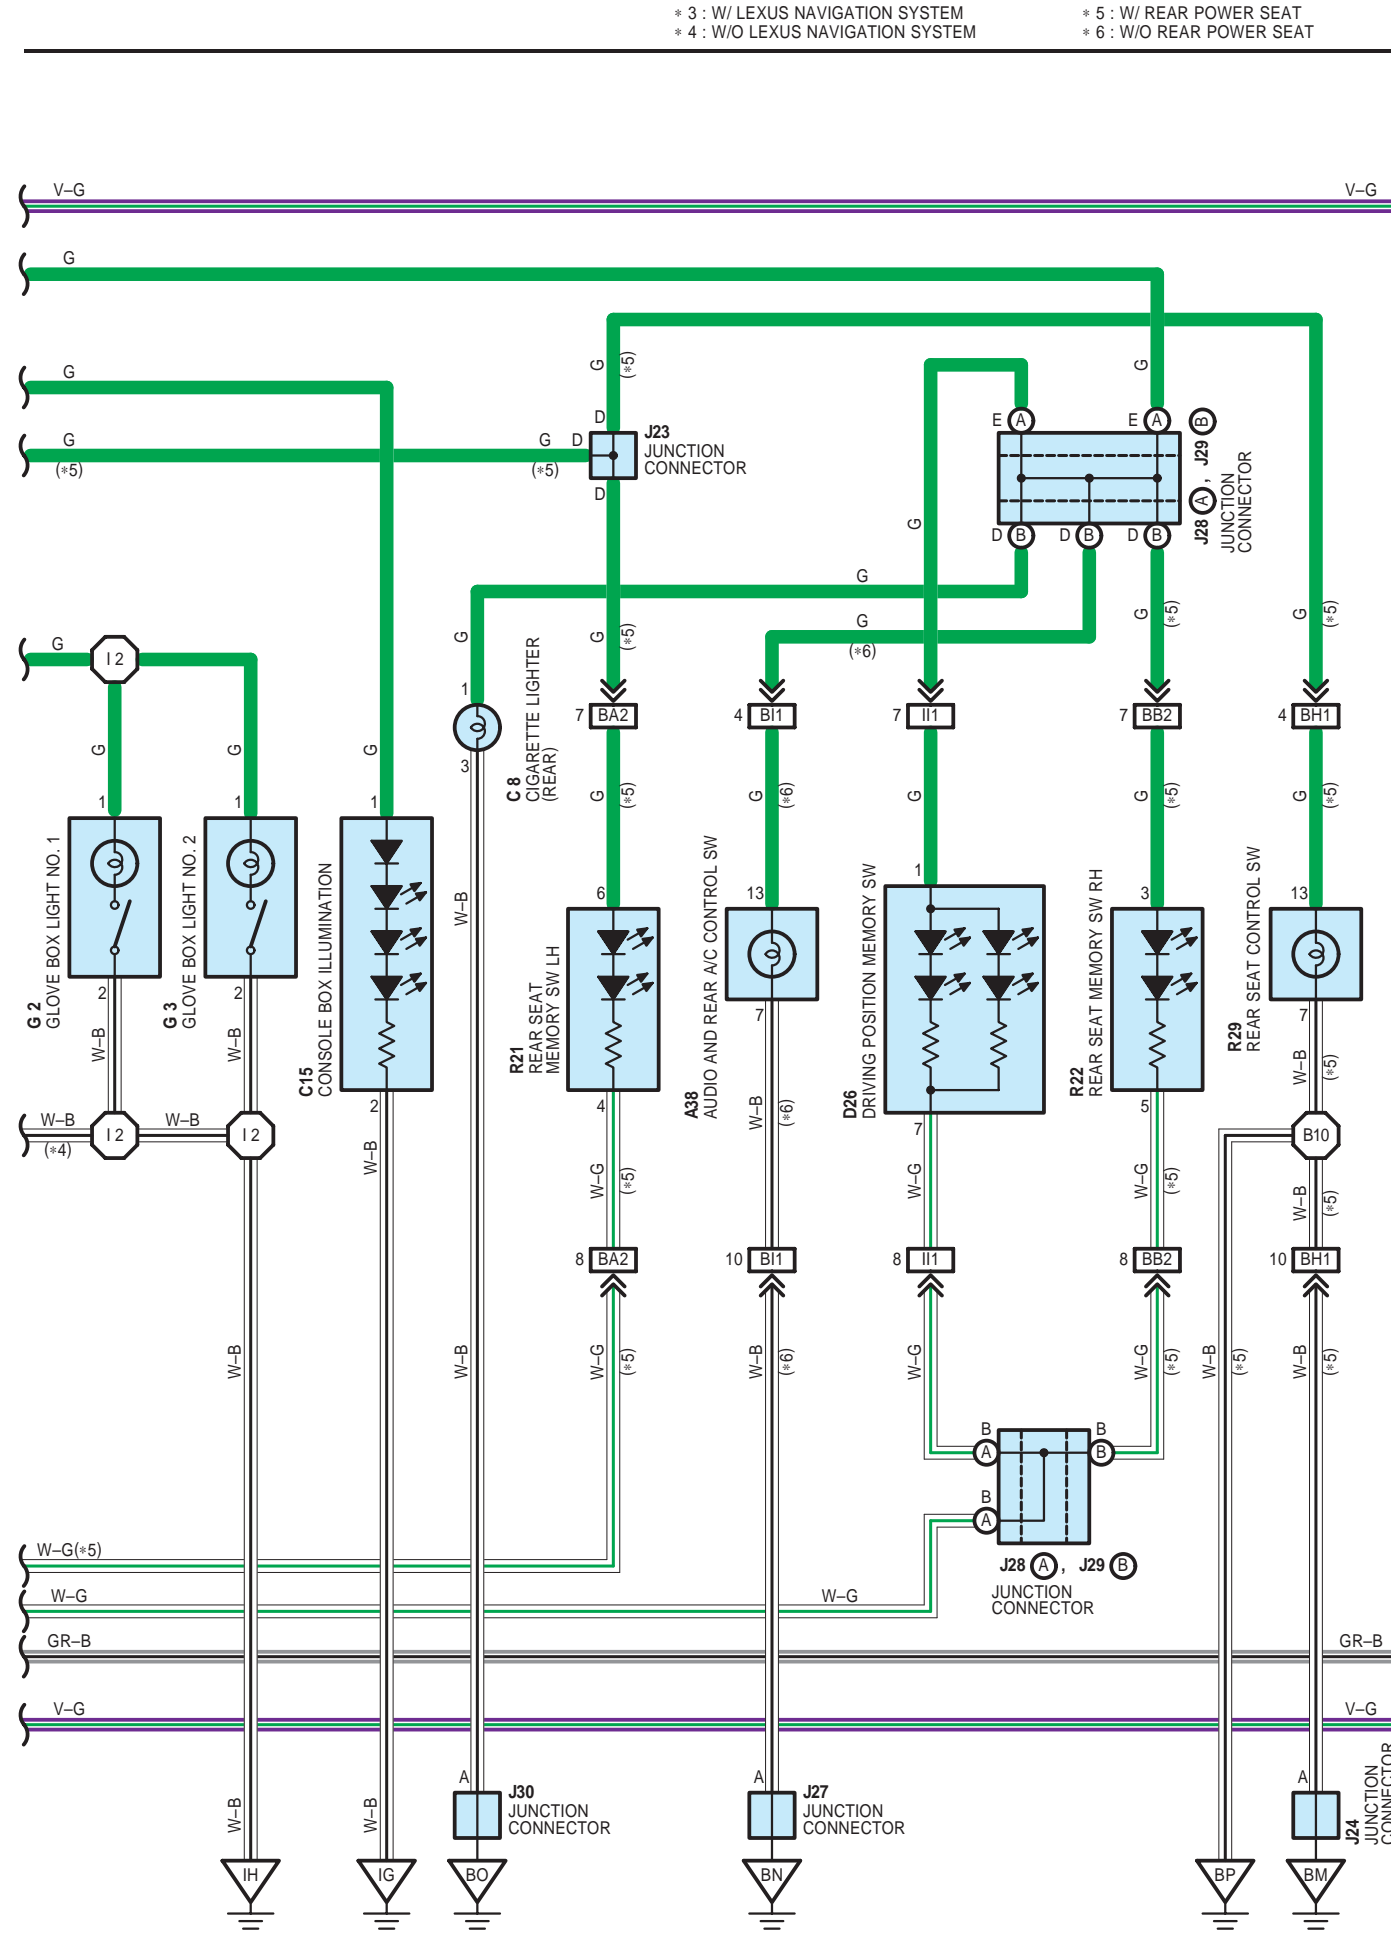 ∗ 3 : W/ LEXUS NAVIGATION SYSTEM
∗ 4 : W/O LEXUS NAVIGATION SYSTEM
∗ 5 : W/ REAR POWER SEAT
∗ 6 : W/O REAR POWER SEAT
V–G
V–G
G
G
(∗5)
G
G
G
G
(∗5)
G
(∗5)
D
D
D
J23
JUNCTION
CONNECTOR
E
A
E
A
D
B
D
B
D
B
J28 A , J29 B
JUNCTION
CONNECTOR
G
G
G
(∗6)
G
(∗5)
G
(∗5)
G
I 2
G
G
(∗5)
1
3
C 8
CIGARETTE LIGHTER
(REAR)
7
BA2
4
BI1
7
II1
7
BB2
4
BH1
G
G
G
G
(∗5)
G
(∗6)
G
G
(∗5)
G
(∗5)
1
1
1
6
13
1
3
13
G 2
GLOVE BOX LIGHT NO. 1
G 3
GLOVE BOX LIGHT NO. 2
C15
CONSOLE BOX ILLUMINATION
W–B
R21
REAR SEAT
MEMORY SW LH
A38
AUDIO AND REAR A/C CONTROL SW
D26
DRIVING POSITION MEMORY SW
R22
REAR SEAT MEMORY SW RH
R29
REAR SEAT CONTROL SW
2
2
2
4
7
7
5
7
W–B
W–B
W–B
(∗5)
W–B
(∗4)
I 2
W–B
I 2
W–B
W–B
(∗6)
B10
W–G
(∗5)
W–G
W–G
(∗5)
W–B
(∗5)
8
BA2
10
BI1
8
II1
8
BB2
10
BH1
W–B
W–B
W–G
(∗5)
W–B
(∗6)
W–G
W–G
(∗5)
W–B
(∗5)
W–B
(∗5)
B
A
B
B
B
A
J28 A , J29 B
JUNCTION
CONNECTOR
W–G(∗5)
W–G
W–G
GR–B
GR–B
V–G
V–G
W–B
W–B
A
J30
JUNCTION
CONNECTOR
A
J27
JUNCTION
CONNECTOR
A
J24
JUNCTION
CONNECTOR
IH
IG
BO
BN
BP
BM